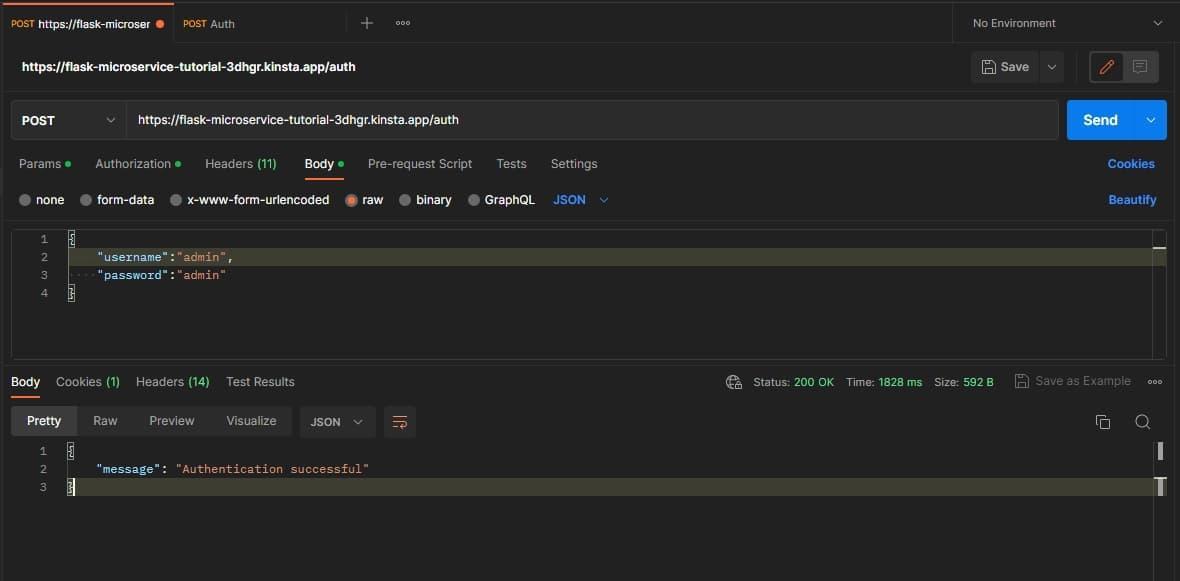 POST https://flask-microser POST Auth No Environment
https://flask-microservice-tutorial-3dhgr.kinsta.app/auth Save
POST https://flask-microservice-tutorial-3dhgr.kinsta.app/auth Send
Params Authorization Headers (11) Body Pre-request Script Tests Settings Cookies
none form-data x-www-form-urlencoded raw binary GraphQL JSON Beautify
1 {
2 "username":"admin",
3 "password":"admin"
4 }
Body Cookies (1) Headers (14) Test Results Status: 200 OK Time: 1828 ms Size: 592 B Save as Example
Pretty Raw Preview Visualize JSON
1 {
2 "message": "Authentication successful"
3 }